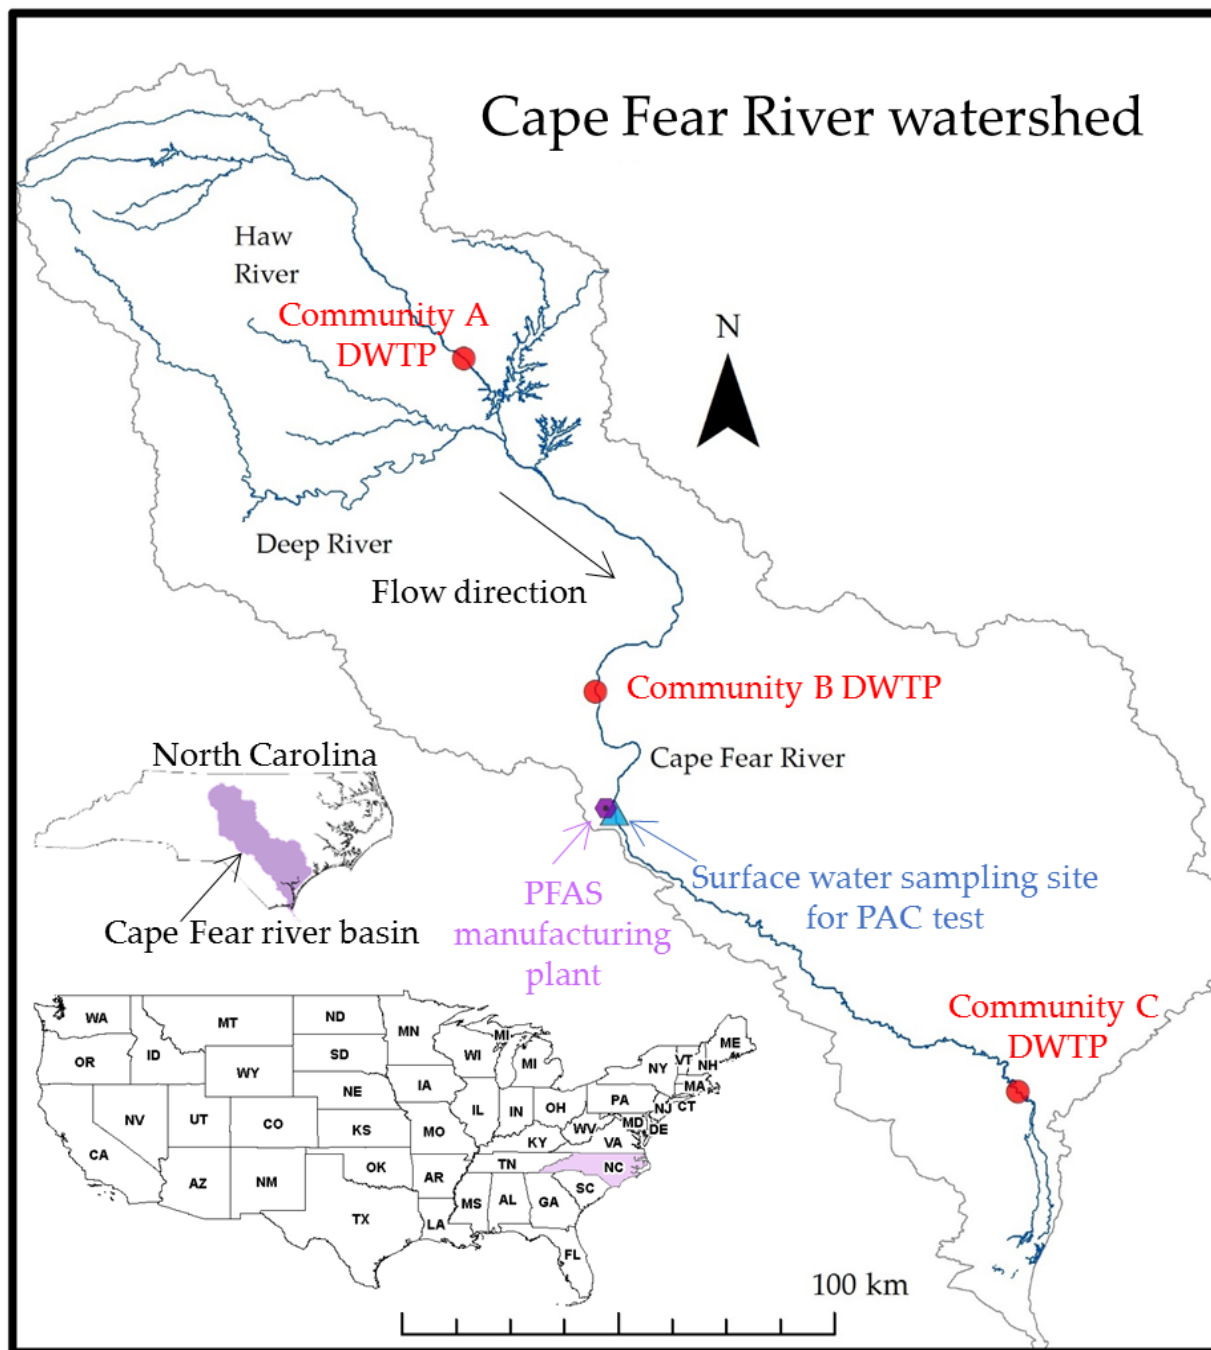 Cape Fear River watershed
Haw
River
Community A
DWTP
N
Deep River
Flow direction
Community B DWTP
Cape Fear River
North Carolina
Cape Fear river basin
PFAS
manufacturing
plant
Surface water sampling site
for PAC test
Community C
DWTP
WA
MT
ND
MN
OR
ID
SD
WI
MI
MI
WY
NE
IA
NY
VT
NH
ME
MA
CT
NV
UT
CO
KS
MO
IL
IN
OH
PA
NJ
MD
DE
WV
VA
KY
CA
AZ
NM
OK
AR
TN
NC
SC
TX
LA
MS
AL
GA
FL
100 km